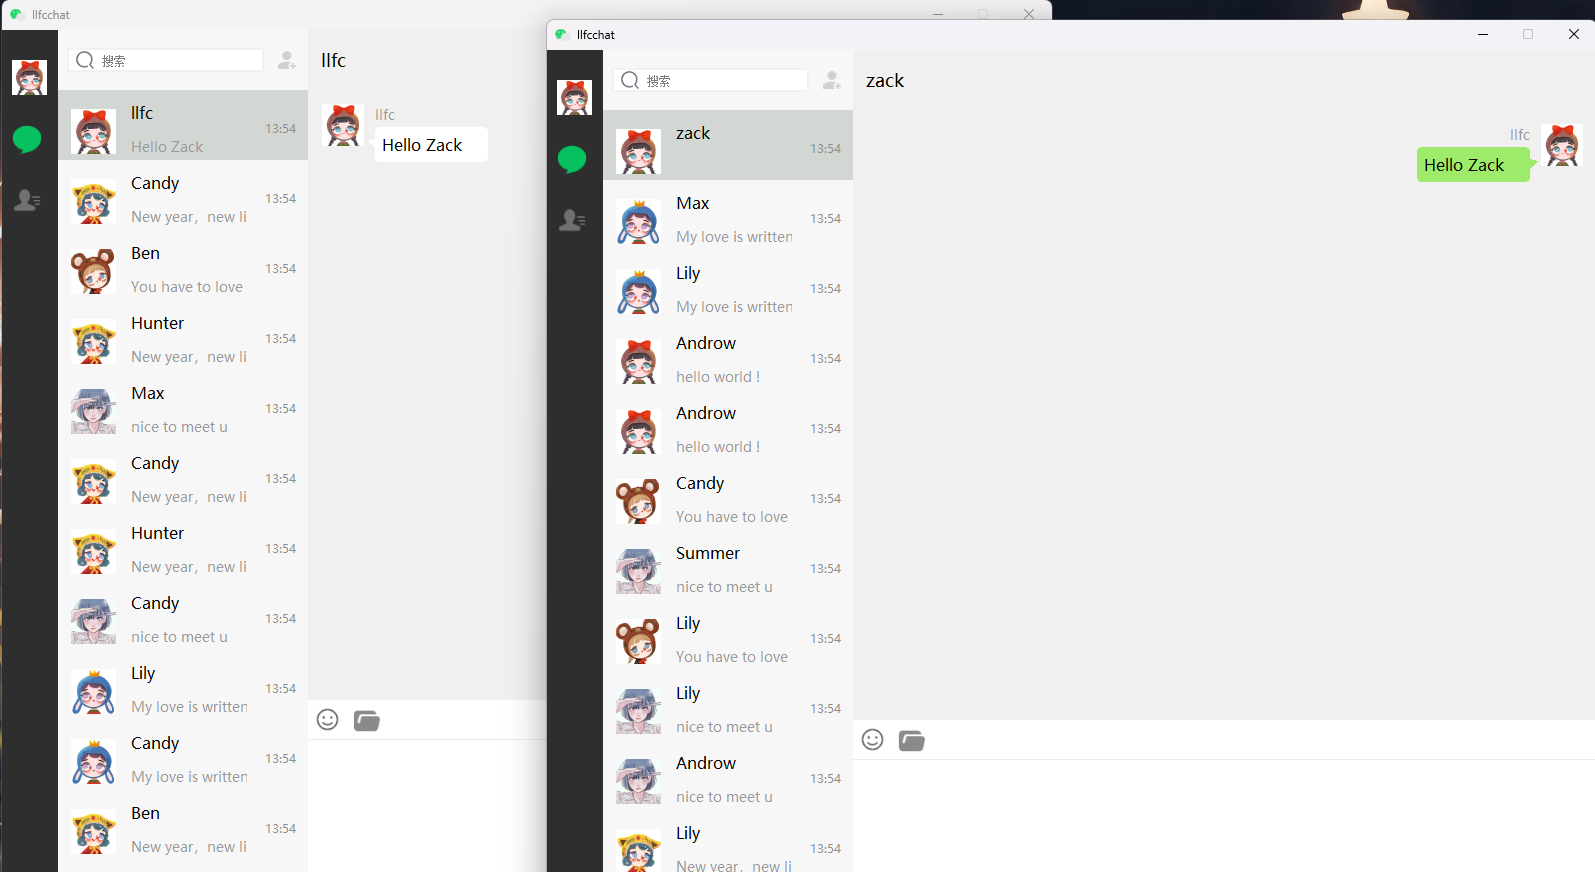 llfcchat
搜索
llfc
Hello Zack
13:54
Candy
New year，new li
13:54
Ben
You have to love
13:54
Hunter
New year，new li
13:54
Max
nice to meet u
13:54
Candy
New year，new li
13:54
Hunter
New year，new li
13:54
Candy
nice to meet u
13:54
Lily
My love is written
13:54
Candy
My love is written
13:54
Ben
New year，new li
13:54
llfc
llfc
Hello Zack
llfcchat
搜索
zack
13:54
Max
My love is written
13:54
Lily
My love is written
13:54
Androw
hello world !
13:54
Androw
hello world !
13:54
Candy
You have to love
13:54
Summer
nice to meet u
13:54
Lily
You have to love
13:54
Lily
nice to meet u
13:54
Androw
nice to meet u
13:54
Lily
New year，new li
13:54
zack
llfc
Hello Zack